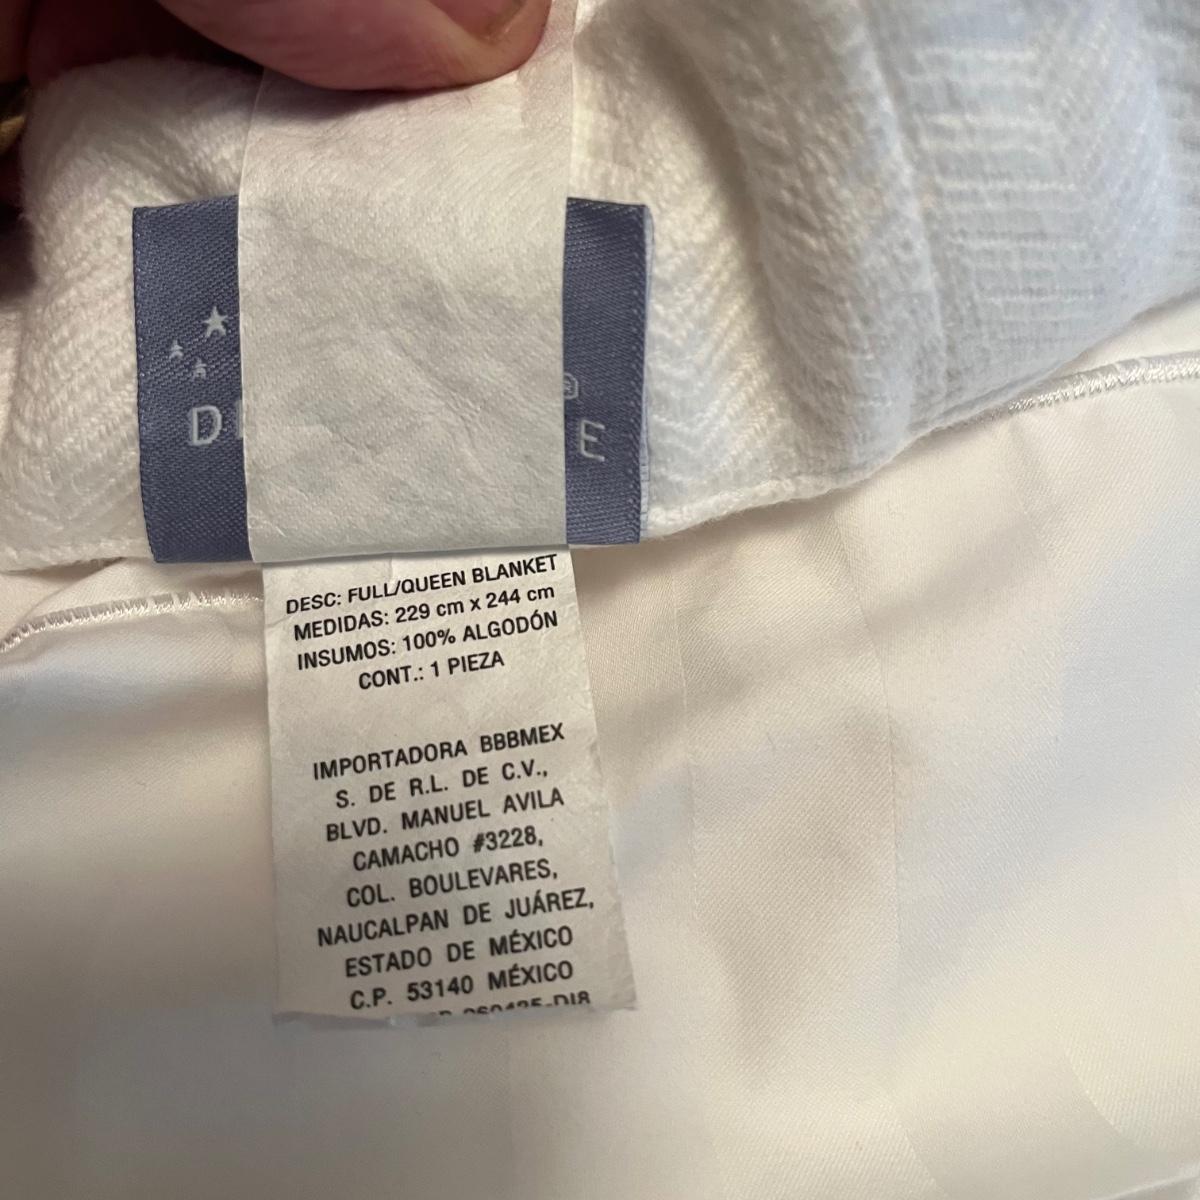 DESC: FULL/QUEEN BLANKET
MEDIDAS: 229 cm x 244 cm
INSUMOS: 100% ALGODÓN
CONT.: 1 PIEZA
IMPORTADORA BBBMEX
S. DE R.L. DE C.V.,
BLVD. MANUEL AVILA
CAMACHO #3228,
COL. BOULEVARES,
NAUCALPAN DE JUÁREZ,
ESTADO DE MÉXICO
C.P. 53140 MÉXICO